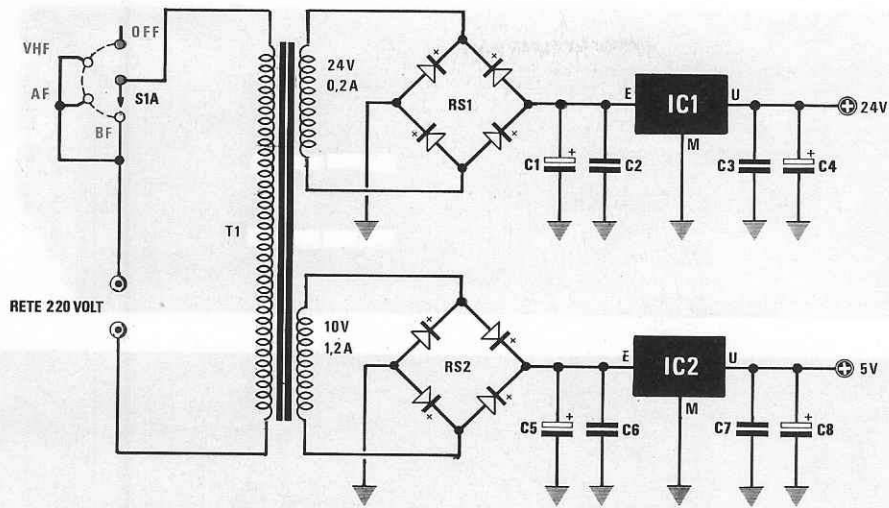 OFF
VHF
AF
S1A
BF
RETE 220 VOLT
T1
24V
0,2A
RS1
E
IC1
U
M
24V
C1
+
C2
C3
+
C4
10V
1,2A
RS2
E
IC2
U
M
5V
C5
+
C6
C7
+
C8